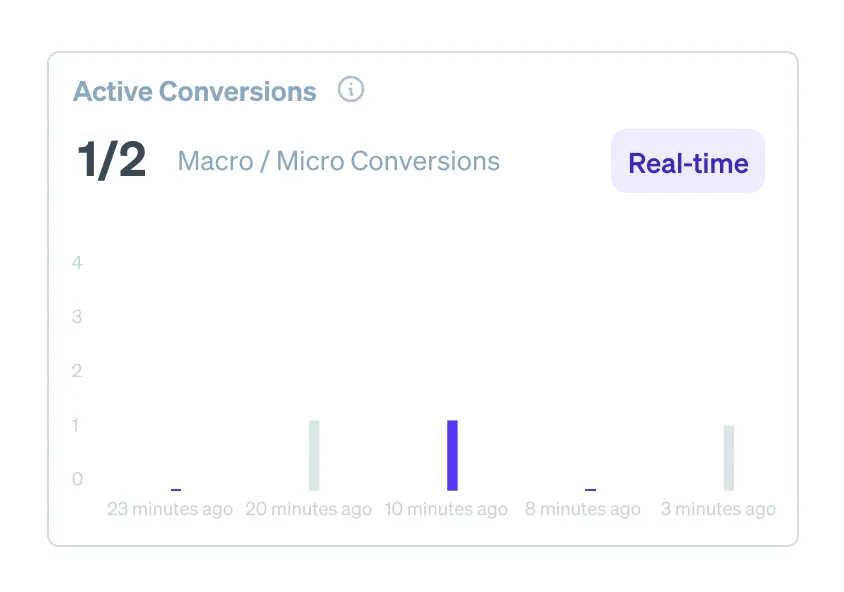 Active Conversions
1/2 Macro / Micro Conversions
Real-time
4
3
2
1
0
23 minutes ago 20 minutes ago 10 minutes ago 8 minutes ago 3 minutes ago